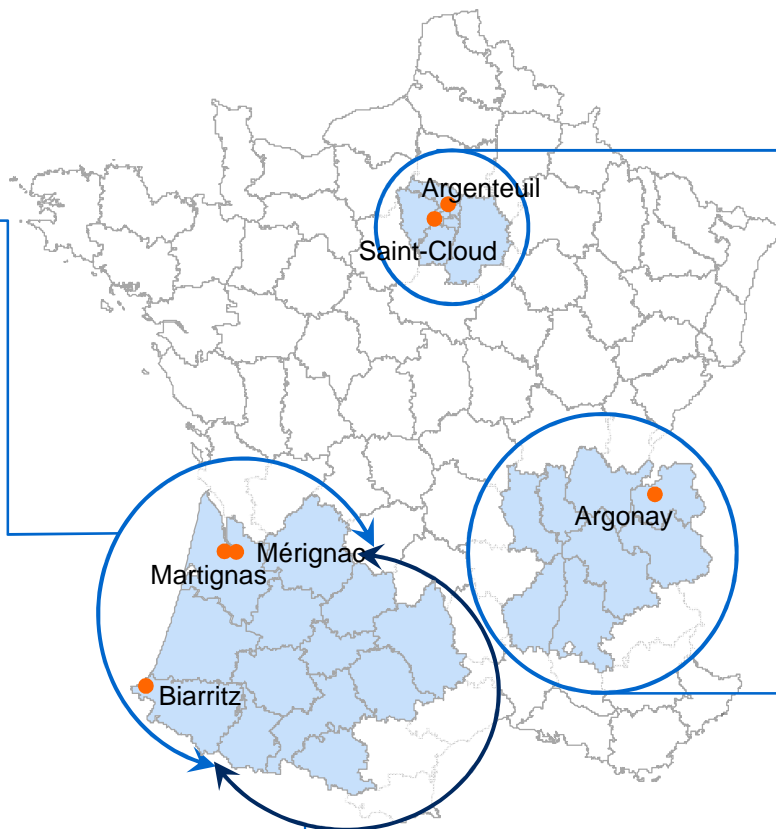 Argenteuil
Saint-Cloud
Argonay
Mérignac
Martignas
Biarritz